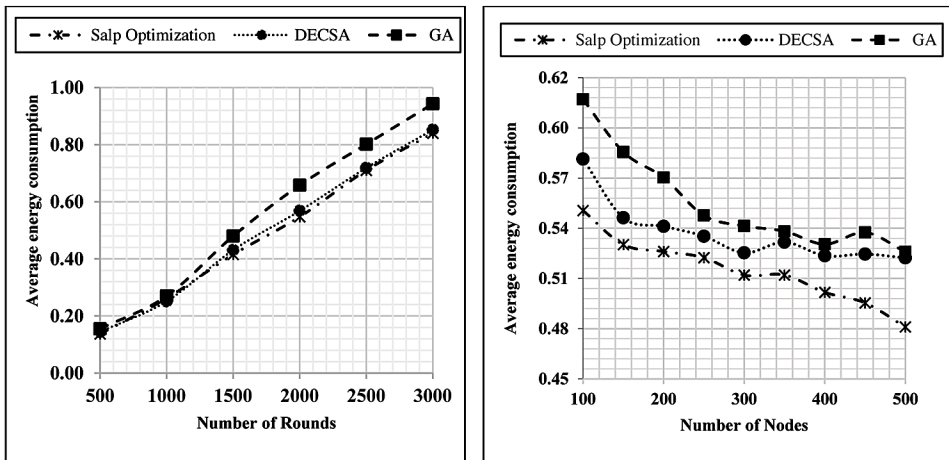 Salp Optimization DECSA GA
Average energy consumption
1.00
0.80
0.60
0.40
0.20
0.00
500 1000 1500 2000 2500 3000
Number of Rounds
Salp Optimization DECSA GA
Average energy consumption
0.62
0.60
0.57
0.54
0.51
0.48
0.45
100 200 300 400 500
Number of Nodes